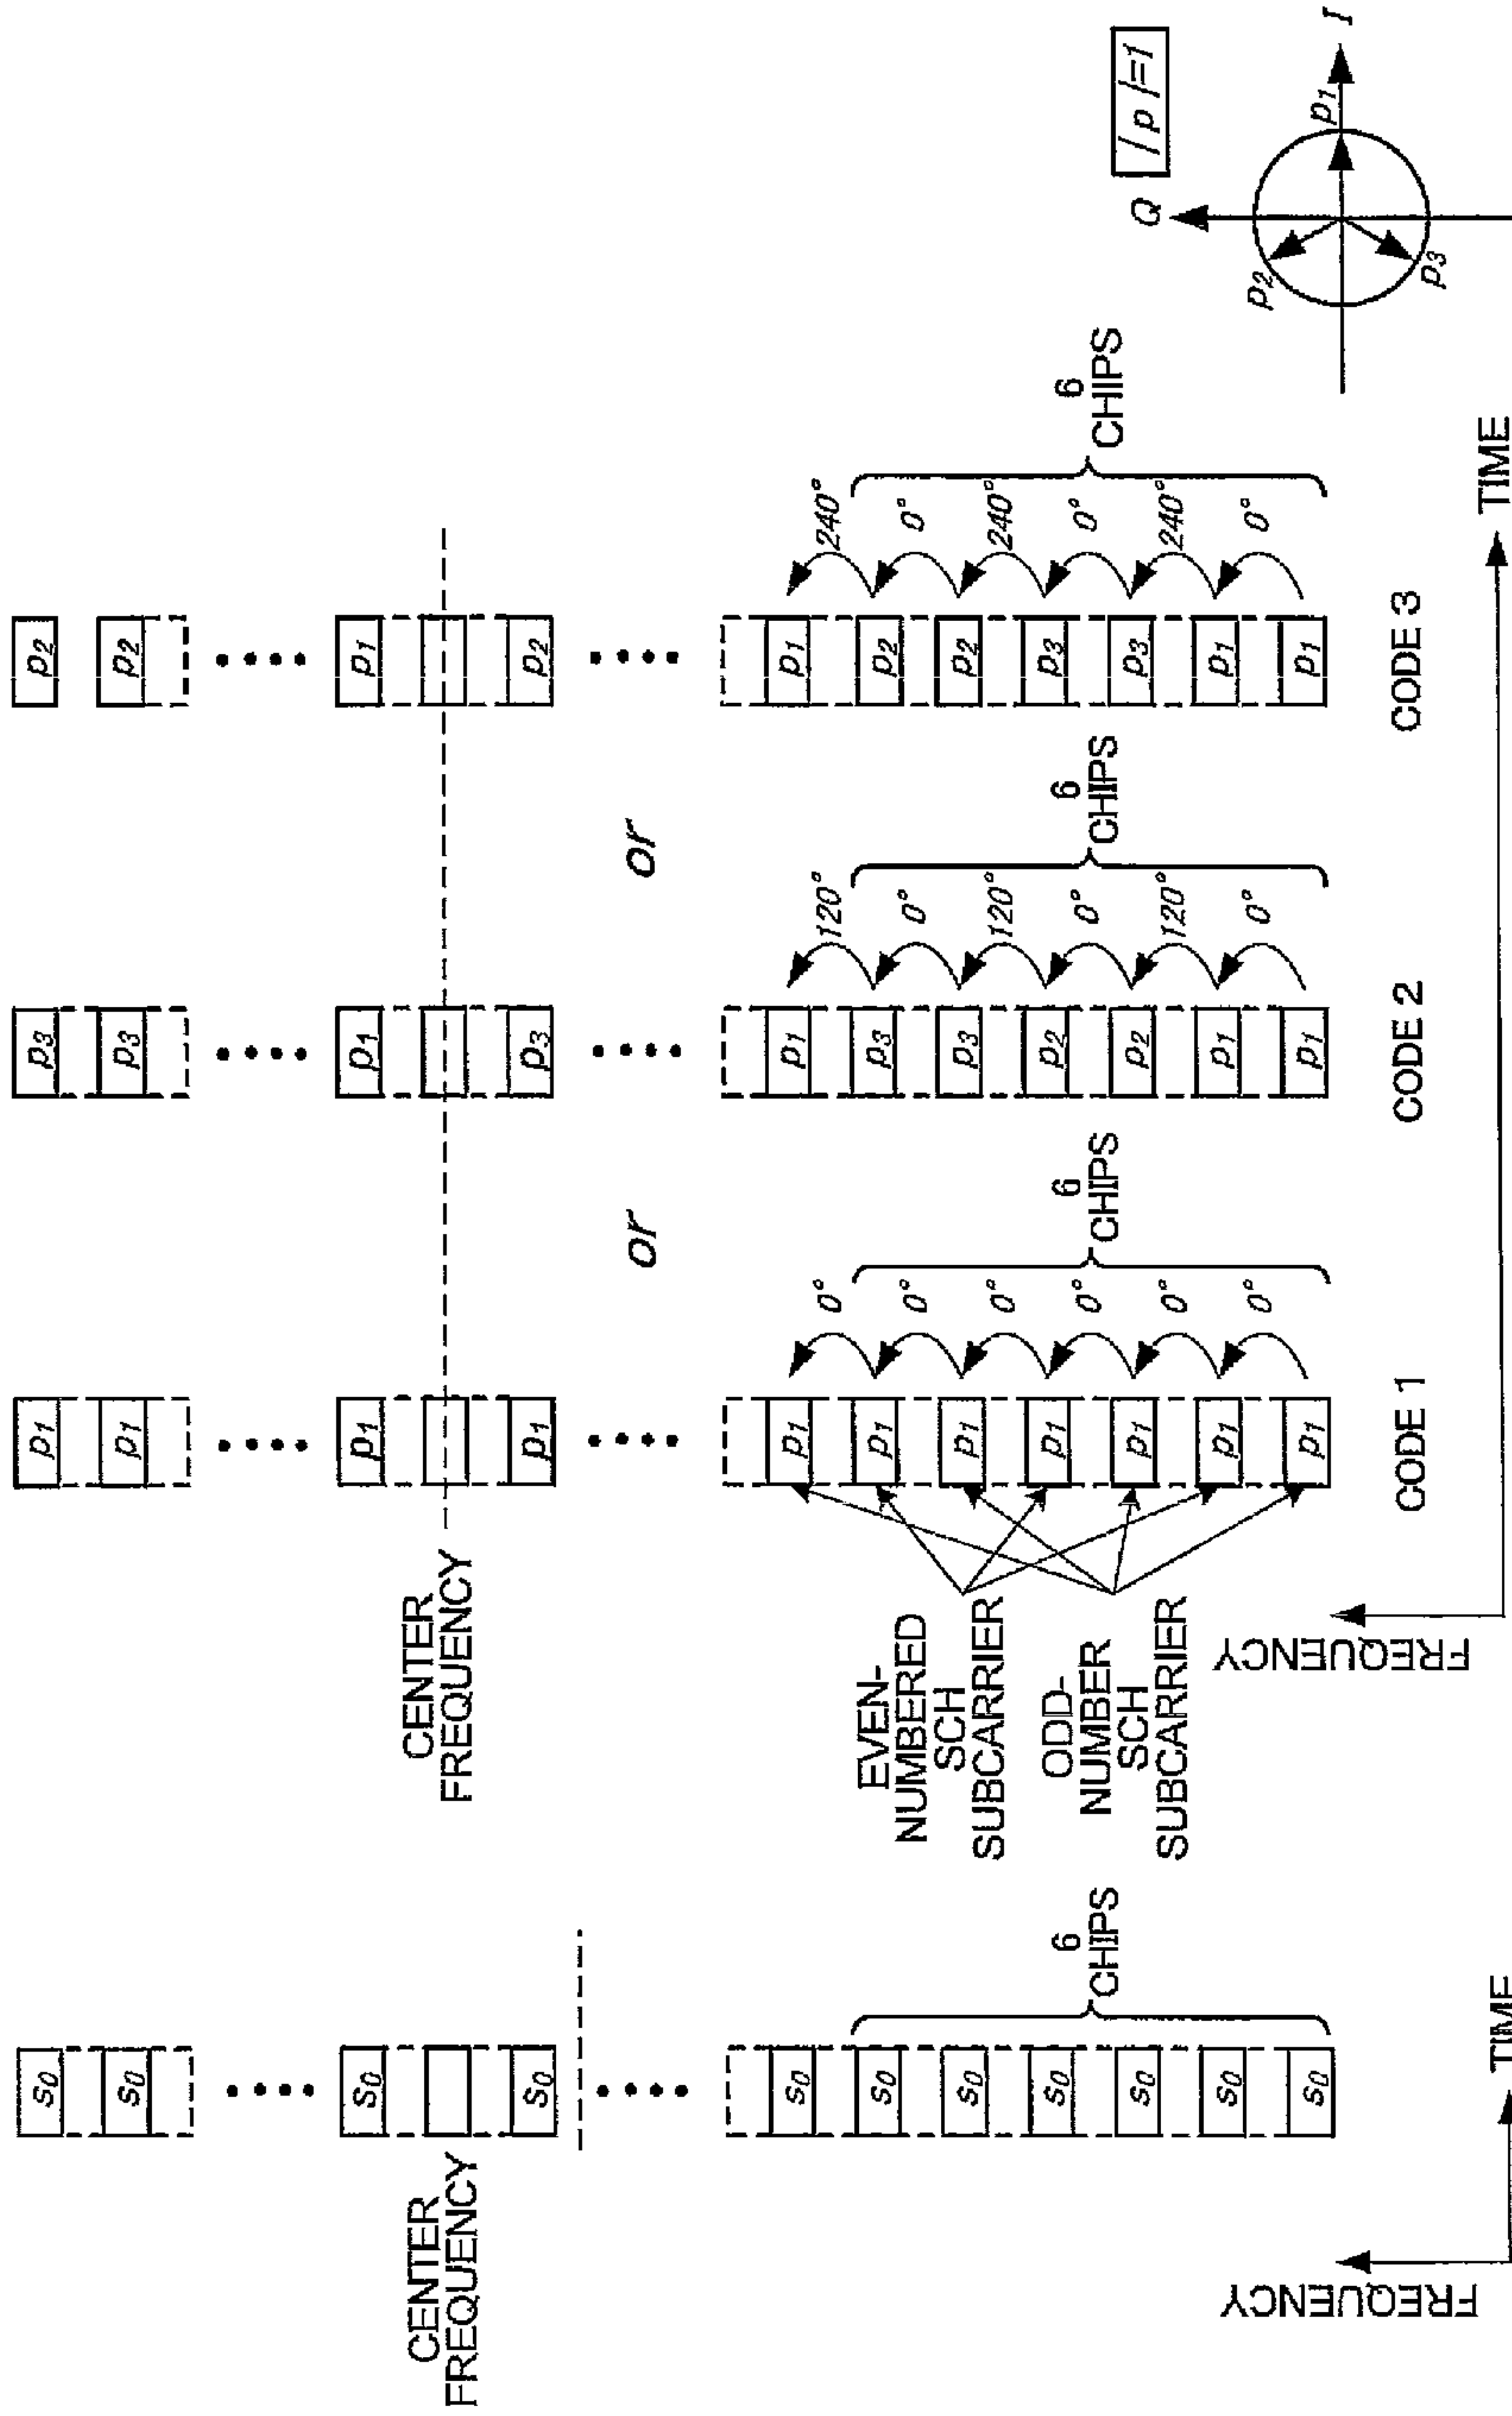 CENTER
FREQUENCY
s0
s0
s0
s0
s0
s0
s0
s0
s0
s0
s0
6
CHIPS
FREQUENCY
TIME
CENTER
FREQUENCY
EVEN-
NUMBERED
SCH
SUBCARRIER
ODD-
NUMBER
SCH
SUBCARRIER
p1
p1
p1
p1
p1
p1
p1
p1
p1
p1
p1
0°
0°
0°
0°
0°
0°
6
CHIPS
CODE 1
or
p3
p3
p1
p3
p1
p3
p3
p2
p2
p1
p1
120°
0°
120°
0°
120°
0°
6
CHIPS
CODE 2
or
p2
p2
p1
p2
p1
p2
p2
p3
p3
p1
p1
240°
0°
240°
0°
240°
0°
6
CHIPS
CODE 3
FREQUENCY
TIME
Q
|p|=1
p2
p1
I
p3